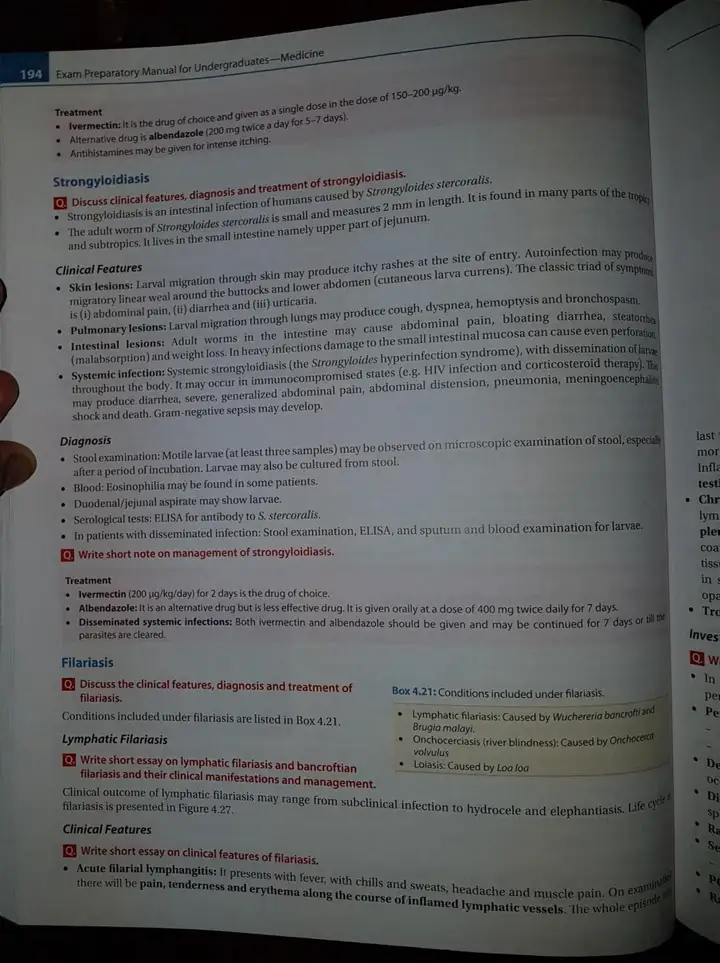 194 Exam Preparatory Manual for Undergraduates—Medicine
Treatment
• Ivermectin: It is the drug of choice and given as a single dose in the dose of 150–200 µg/kg.
• Alternative drug is albendazole (200 mg twice a day for 5–7 days).
• Antihistamines may be given for intense itching.
Strongyloidiasis
Q. Discuss clinical features, diagnosis and treatment of strongyloidiasis.
• Strongyloidiasis is an intestinal infection of humans caused by Strongyloides stercoralis.
• The adult worm of Strongyloides stercoralis is small and measures 2 mm in length. It is found in many parts of the tropics
and subtropics. It lives in the small intestine namely upper part of jejunum.
Clinical Features
• Skin lesions: Larval migration through skin may produce itchy rashes at the site of entry. Autoinfection may produce
migratory linear weal around the buttocks and lower abdomen (cutaneous larva currens). The classic triad of symptoms
is (i) abdominal pain, (ii) diarrhea and (iii) urticaria.
• Pulmonary lesions: Larval migration through lungs may produce cough, dyspnea, hemoptysis and bronchospasm.
• Intestinal lesions: Adult worms in the intestine may cause abdominal pain, bloating diarrhea, steatorrhea
(malabsorption) and weight loss. In heavy infections damage to the small intestinal mucosa can cause even perforation.
• Systemic infection: Systemic strongyloidiasis (the Strongyloides hyperinfection syndrome), with dissemination of larvae
throughout the body. It may occur in immunocompromised states (e.g. HIV infection and corticosteroid therapy). This
may produce diarrhea, severe, generalized abdominal pain, abdominal distension, pneumonia, meningoencephalitis,
shock and death. Gram-negative sepsis may develop.
Diagnosis
• Stool examination: Motile larvae (at least three samples) may be observed on microscopic examination of stool, especially
after a period of incubation. Larvae may also be cultured from stool.
• Blood: Eosinophilia may be found in some patients.
• Duodenal/jejunal aspirate may show larvae.
• Serological tests: ELISA for antibody to S. stercoralis.
• In patients with disseminated infection: Stool examination, ELISA, and sputum and blood examination for larvae.
Q. Write short note on management of strongyloidiasis.
Treatment
• Ivermectin (200 µg/kg/day) for 2 days is the drug of choice.
• Albendazole: It is an alternative drug but is less effective drug. It is given orally at a dose of 400 mg twice daily for 7 days.
• Disseminated systemic infections: Both ivermectin and albendazole should be given and may be continued for 7 days or till the
parasites are cleared.
Filariasis
Q. Discuss the clinical features, diagnosis and treatment of
filariasis.
Conditions included under filariasis are listed in Box 4.21.
Box 4.21: Conditions included under filariasis.
• Lymphatic filariasis: Caused by Wuchereria bancrofti and
Brugia malayi.
• Onchocerciasis (river blindness): Caused by Onchocerca
volvulus
• Loiasis: Caused by Loa loa
Lymphatic Filariasis
Q. Write short essay on lymphatic filariasis and bancroftian
filariasis and their clinical manifestations and management.
Clinical outcome of lymphatic filariasis may range from subclinical infection to hydrocele and elephantiasis. Life cycle
filariasis is presented in Figure 4.27.
Clinical Features
Q. Write short essay on clinical features of filariasis.
• Acute filarial lymphangitis: It presents with fever, with chills and sweats, headache and muscle pain. On examination
there will be pain, tenderness and erythema along the course of inflamed lymphatic vessels. The whole episode
last
mor
Infla
testi
• Chr
lym
ple
coa
tiss
in
opa
• Tro
Inves
Q. W
• In
per
• Pe
–
–
• De
oc
• Di
sp
• Ra
• Se
–
• Pe
• R